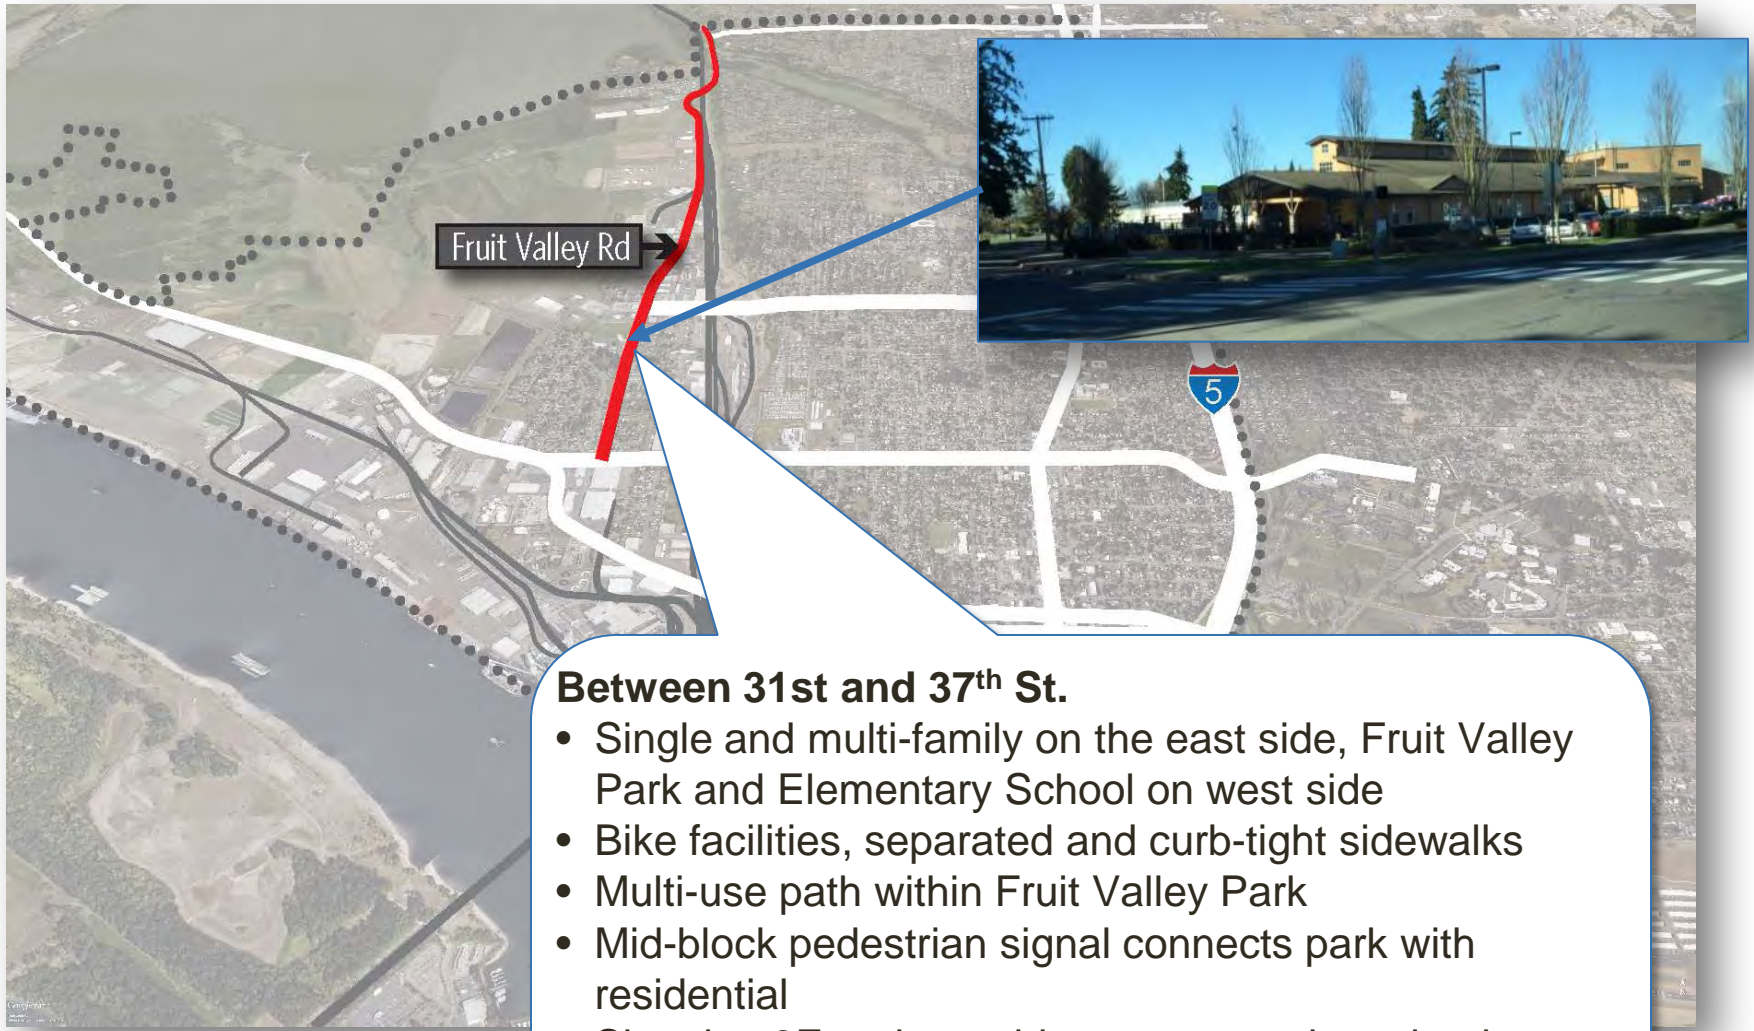 Fruit Valley Rd
5
Between 31st and 37th St.
• Single and multi-family on the east side, Fruit Valley
Park and Elementary School on west side
• Bike facilities, separated and curb-tight sidewalks
• Multi-use path within Fruit Valley Park
• Mid-block pedestrian signal connects park with
residential